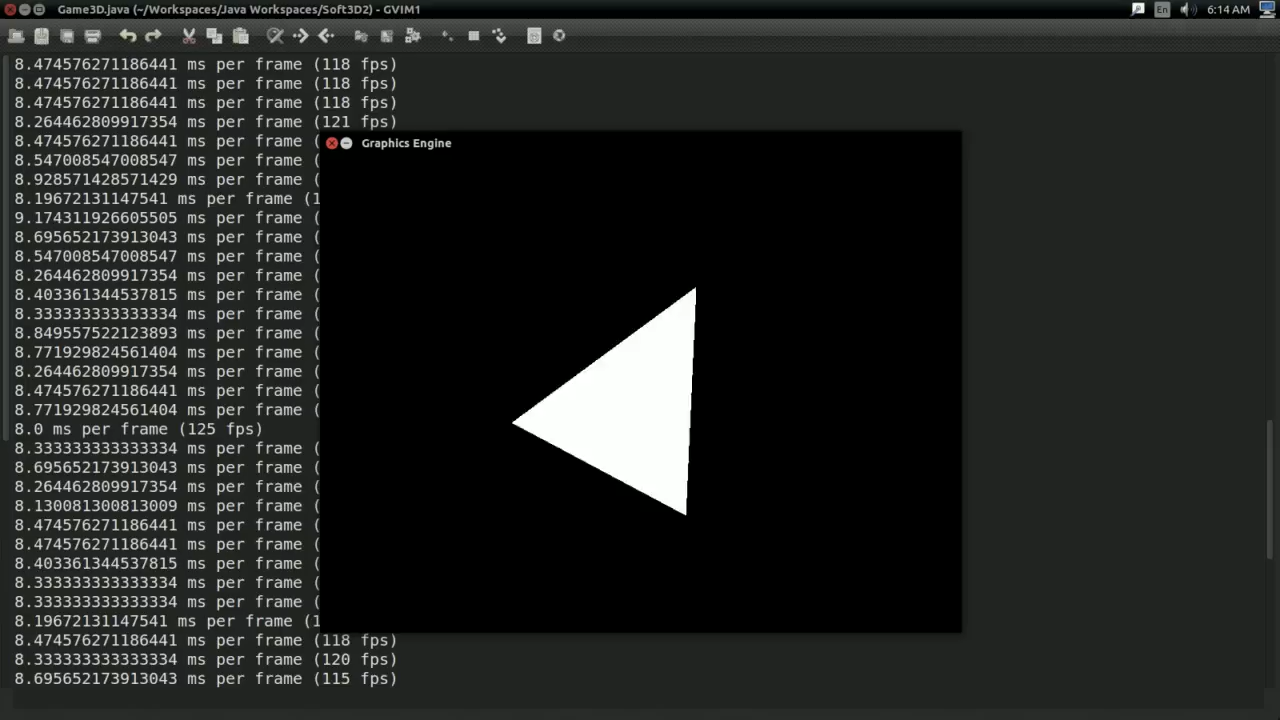 Game3D.java (~/Workspaces/Java Workspaces/Soft3D2) - GVIM1
En
6:14 AM
8.474576271186441 ms per frame (118 fps)
8.474576271186441 ms per frame (118 fps)
8.474576271186441 ms per frame (118 fps)
8.264462809917354 ms per frame (121 fps)
8.474576271186441 ms per frame (
Graphics Engine
8.547008547008547 ms per frame (
8.928571428571429 ms per frame (
8.19672131147541 ms per frame (1
9.174311926605505 ms per frame (
8.695652173913043 ms per frame (
8.547008547008547 ms per frame (
8.264462809917354 ms per frame (
8.403361344537815 ms per frame (
8.333333333333334 ms per frame (
8.849557522123893 ms per frame (
8.771929824561404 ms per frame (
8.264462809917354 ms per frame (
8.474576271186441 ms per frame (
8.771929824561404 ms per frame (
8.0 ms per frame (125 fps)
8.333333333333334 ms per frame (
8.695652173913043 ms per frame (
8.264462809917354 ms per frame (
8.130081300813009 ms per frame (
8.474576271186441 ms per frame (
8.474576271186441 ms per frame (
8.403361344537815 ms per frame (
8.333333333333334 ms per frame (
8.333333333333334 ms per frame (
8.19672131147541 ms per frame (1
8.474576271186441 ms per frame (118 fps)
8.333333333333334 ms per frame (120 fps)
8.695652173913043 ms per frame (115 fps)